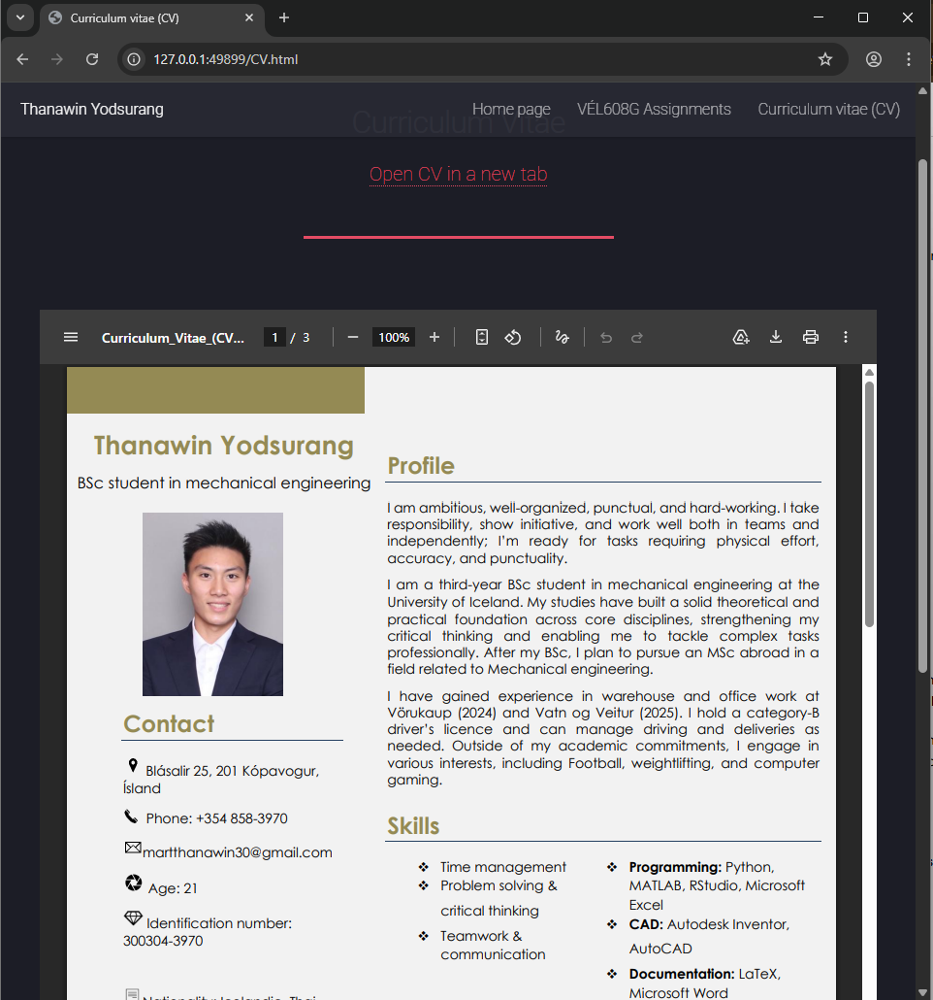 Curriculum vitae (CV)
127.0.0.1:49899/CV.html
Thanawin Yodsurang
Home page
VÉL608G Assignments
Curriculum vitae (CV)
Curriculum Vitae
Open CV in a new tab
Curriculum_Vitae_(CV...
1 / 3
100%
Thanawin Yodsurang
BSc student in mechanical engineering
Contact
Blásalir 25, 201 Kópavogur,
Ísland
Phone: +354 858-3970
martthanawin30@gmail.com
Age: 21
Identification number:
300304-3970
Nationality: Icelandic, Thai
Profile
I am ambitious, well-organized, punctual, and hard-working. I take
responsibility, show initiative, and work well both in teams and
independently; I'm ready for tasks requiring physical effort,
accuracy, and punctuality.
I am a third-year BSc student in mechanical engineering at the
University of Iceland. My studies have built a solid theoretical and
practical foundation across core disciplines, strengthening my
critical thinking and enabling me to tackle complex tasks
professionally. After my BSc, I plan to pursue an MSc abroad in a
field related to Mechanical engineering.
I have gained experience in warehouse and office work at
Vörukaup (2024) and Vatn og Veitur (2025). I hold a category-B
driver's licence and can manage driving and deliveries as
needed. Outside of my academic commitments, I engage in
various interests, including Football, weightlifting, and computer
gaming.
Skills
❖ Time management
❖ Problem solving &
critical thinking
❖ Teamwork &
communication
❖ Programming: Python,
MATLAB, RStudio, Microsoft
Excel
❖ CAD: Autodesk Inventor,
AutoCAD
❖ Documentation: LaTeX,
Microsoft Word